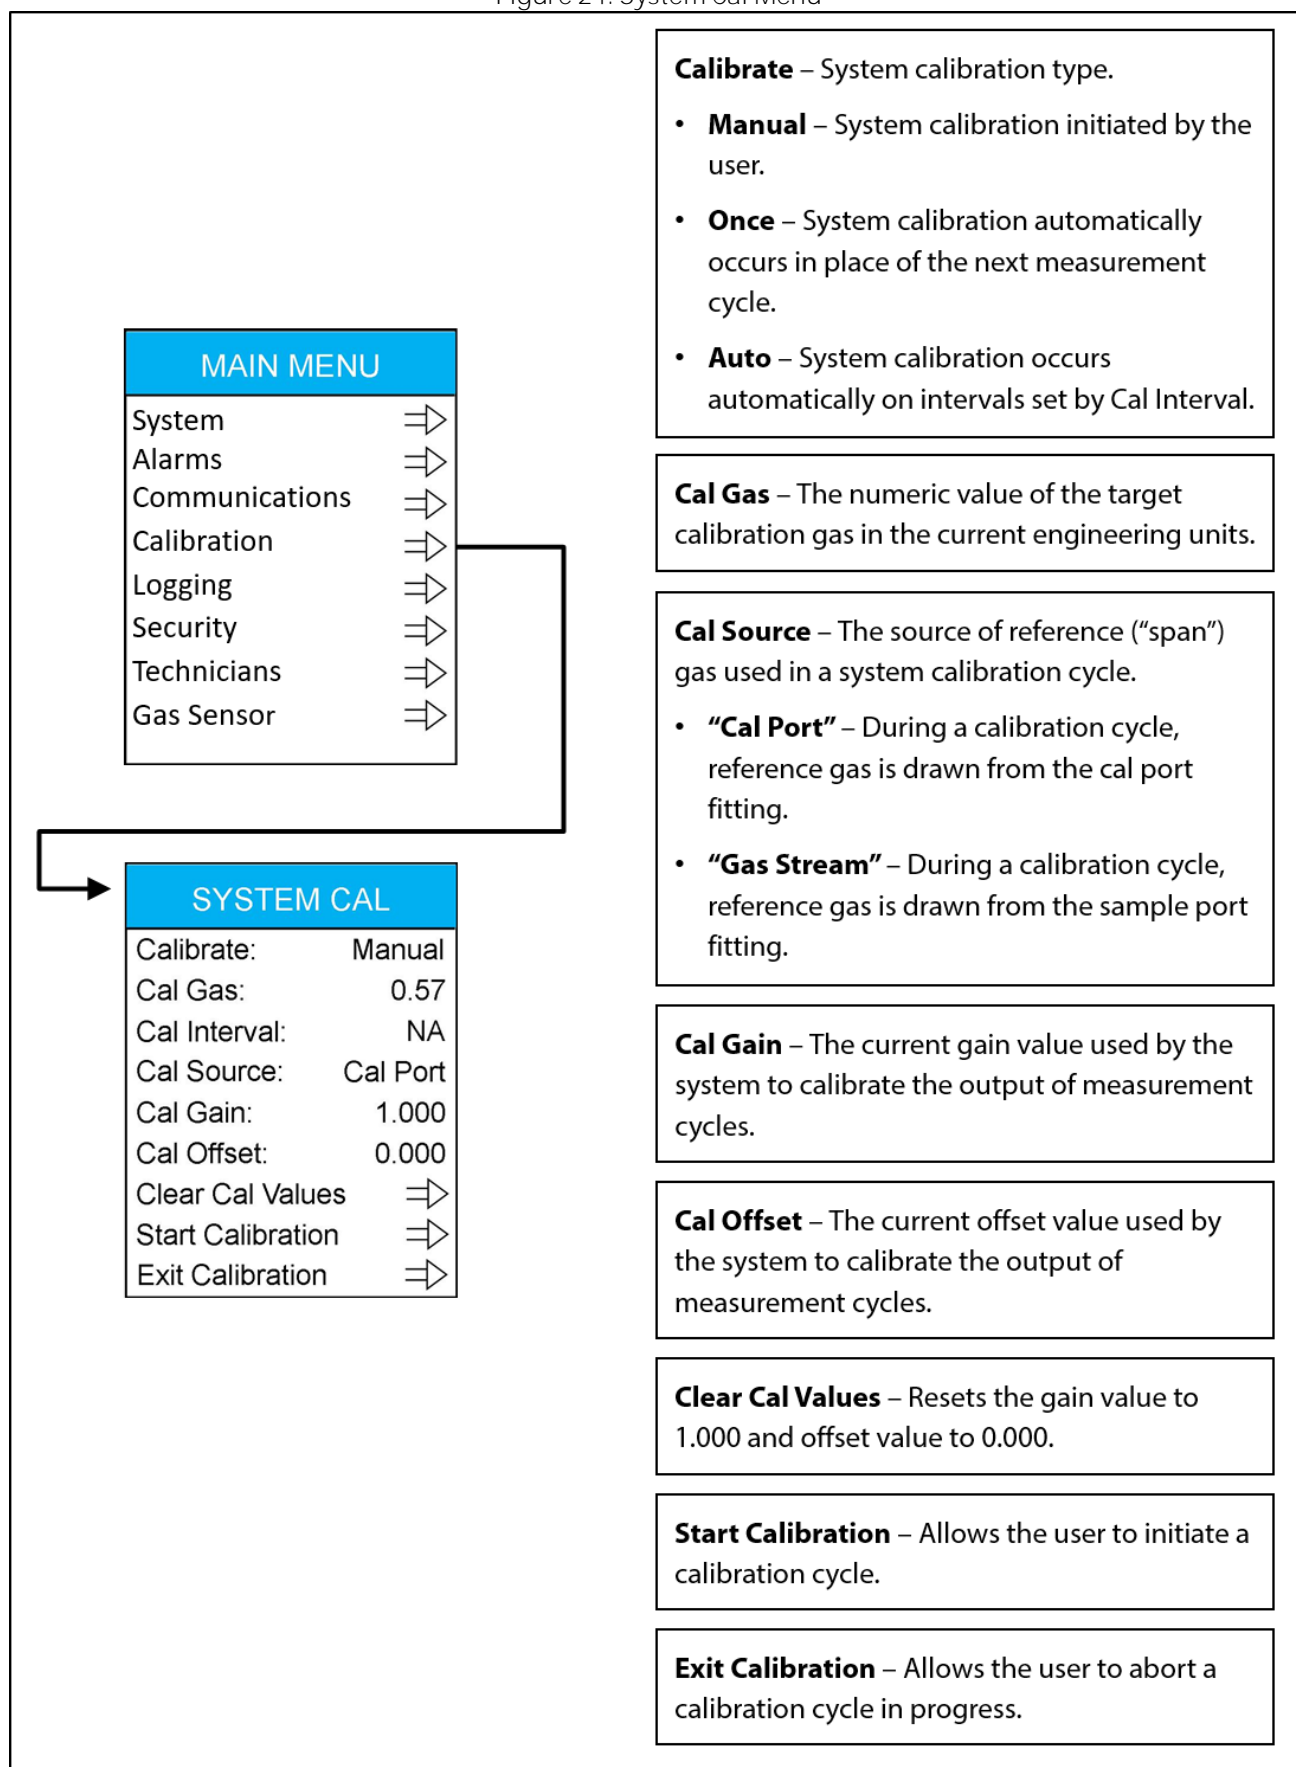 Figure 21. System Cal Menu
MAIN MENU
System
Alarms
Communications
Calibration
Logging
Security
Technicians
Gas Sensor
SYSTEM CAL
Calibrate: Manual
Cal Gas: 0.57
Cal Interval: NA
Cal Source: Cal Port
Cal Gain: 1.000
Cal Offset: 0.000
Clear Cal Values
Start Calibration
Exit Calibration
Calibrate – System calibration type.
• Manual – System calibration initiated by the
user.
• Once – System calibration automatically
occurs in place of the next measurement
cycle.
• Auto – System calibration occurs
automatically on intervals set by Cal Interval.
Cal Gas – The numeric value of the target
calibration gas in the current engineering units.
Cal Source – The source of reference (“span”)
gas used in a system calibration cycle.
• “Cal Port” – During a calibration cycle,
reference gas is drawn from the cal port
fitting.
• “Gas Stream” – During a calibration cycle,
reference gas is drawn from the sample port
fitting.
Cal Gain – The current gain value used by the
system to calibrate the output of measurement
cycles.
Cal Offset – The current offset value used by
the system to calibrate the output of
measurement cycles.
Clear Cal Values – Resets the gain value to
1.000 and offset value to 0.000.
Start Calibration – Allows the user to initiate a
calibration cycle.
Exit Calibration – Allows the user to abort a
calibration cycle in progress.